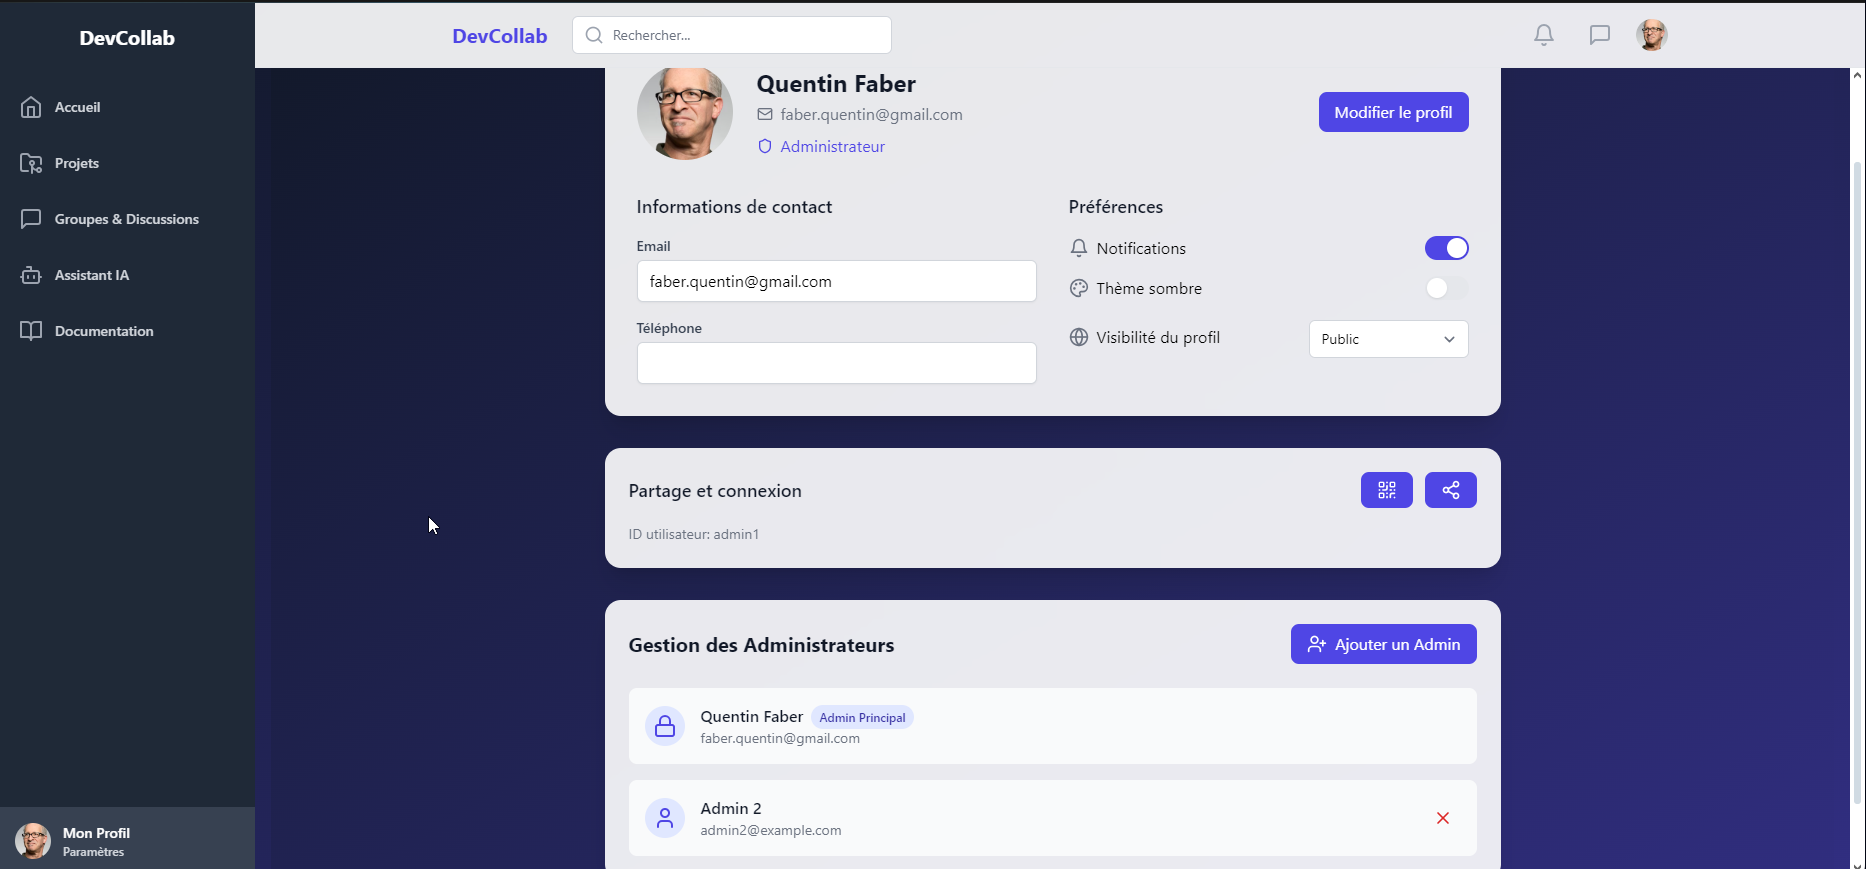 DevCollab
Accueil
Projets
Groupes & Discussions
Assistant IA
Documentation
Mon Profil
Paramètres
DevCollab
Rechercher...
Quentin Faber
faber.quentin@gmail.com
Administrateur
Modifier le profil
Informations de contact
Email
faber.quentin@gmail.com
Téléphone
Préférences
Notifications
Thème sombre
Visibilité du profil
Public
Partage et connexion
ID utilisateur: admin1
Gestion des Administrateurs
Ajouter un Admin
Quentin Faber Admin Principal
faber.quentin@gmail.com
Admin 2
admin2@example.com